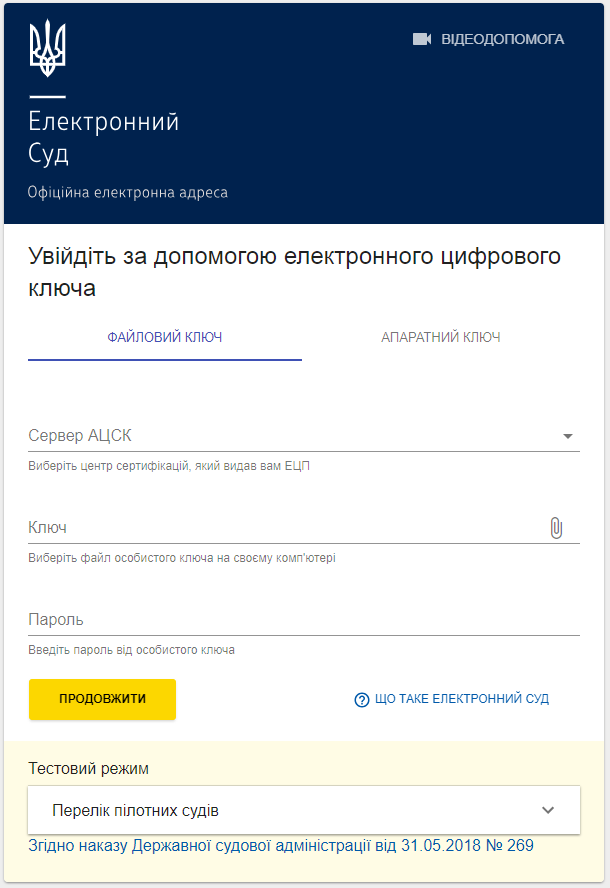 ВІДЕОДОПОМОГА
Електронний
Суд
Офіційна електронна адреса
Увійдіть за допомогою електронного цифрового
ключа
ФАЙЛОВИЙ КЛЮЧ
АПАРАТНИЙ КЛЮЧ
Сервер АЦСК
Виберіть центр сертифікацій, який видав вам ЕЦП
Ключ
Виберіть файл особистого ключа на своєму комп'ютері
Пароль
Введіть пароль від особистого ключа
ПРОДОВЖИТИ
ЩО ТАКЕ ЕЛЕКТРОННИЙ СУД
Тестовий режим
Перелік пілотних судів
Згідно наказу Державної судової адміністрації від 31.05.2018 № 269